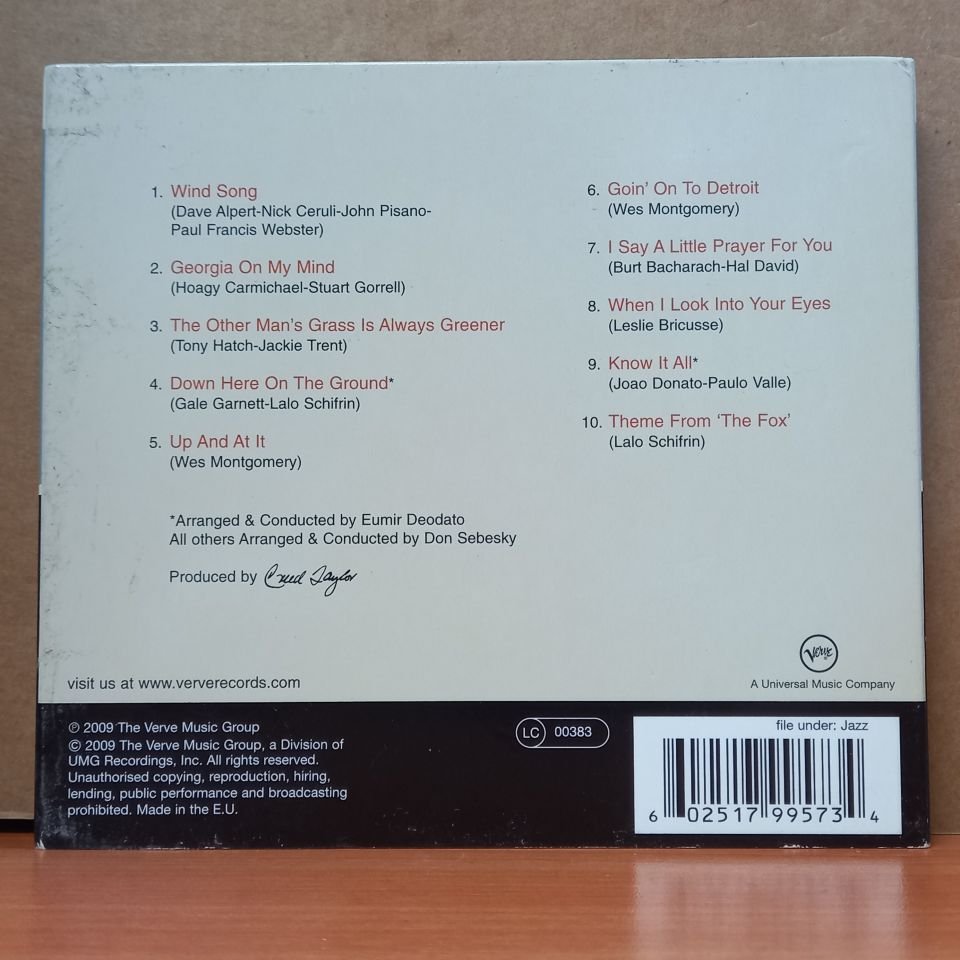 1. Wind Song
(Dave Alpert-Nick Ceruli-John Pisano-
Paul Francis Webster)
2. Georgia On My Mind
(Hoagy Carmichael-Stuart Gorrell)
3. The Other Man's Grass Is Always Greener
(Tony Hatch-Jackie Trent)
4. Down Here On The Ground*
(Gale Garnett-Lalo Schifrin)
5. Up And At It
(Wes Montgomery)
6. Goin' On To Detroit
(Wes Montgomery)
7. I Say A Little Prayer For You
(Burt Bacharach-Hal David)
8. When I Look Into Your Eyes
(Leslie Bricusse)
9. Know It All*
(Joao Donato-Paulo Valle)
10. Theme From ‘The Fox’
(Lalo Schifrin)
*Arranged & Conducted by Eumir Deodato
All others Arranged & Conducted by Don Sebesky
Produced by Creed Taylor
visit us at www.ververecords.com
Verve
A Universal Music Company
℗ 2009 The Verve Music Group
© 2009 The Verve Music Group, a Division of
UMG Recordings, Inc. All rights reserved.
Unauthorised copying, reproduction, hiring,
lending, public performance and broadcasting
prohibited. Made in the E.U.
LC 00383
file under: Jazz
6 02517 99573 4